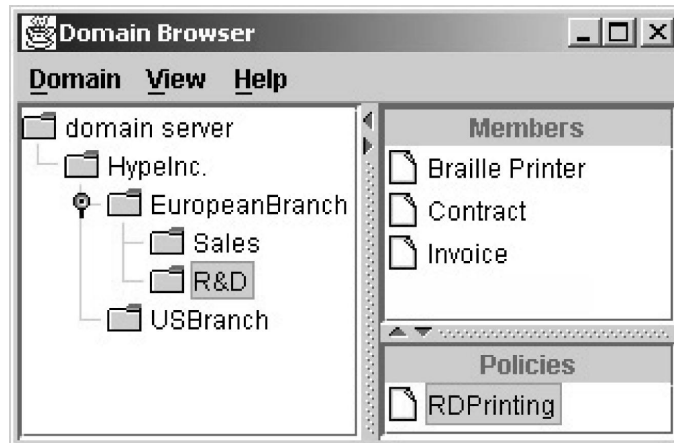 Domain Browser
Domain View Help
domain server
HypeInc.
EuropeanBranch
Sales
R&D
USBranch
Members
Braille Printer
Contract
Invoice
Policies
RDPrinting